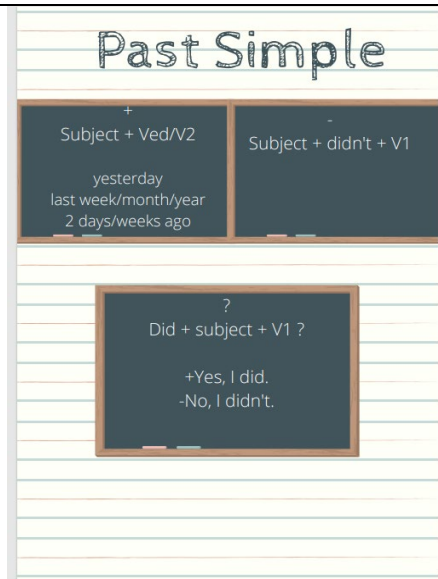 Past Simple
+
Subject + Ved/V2
yesterday
last week/month/year
2 days/weeks ago
-
Subject + didn't + V1
?
Did + subject + V1 ?
+Yes, I did.
-No, I didn't.